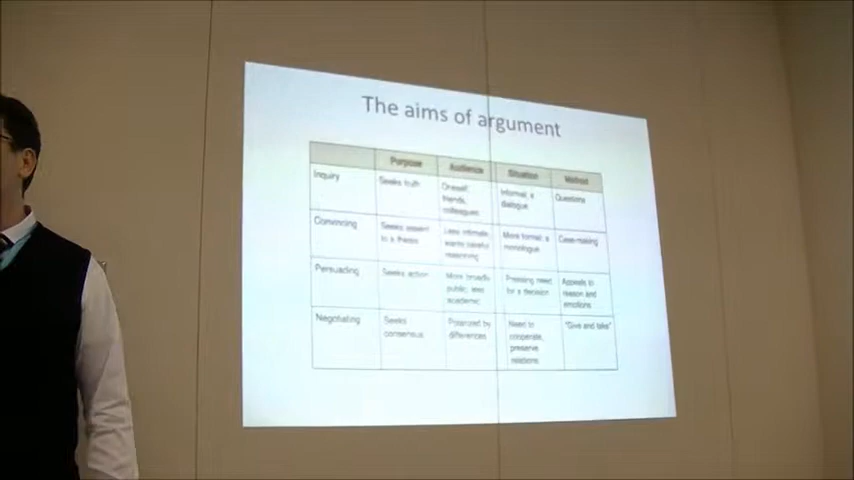 The aims of argument
Purpose Audience Situation Method
Inquiry Seeks truth Oneself, Informal; a Questions
friends, dialogue
colleagues
Convincing Seeks assent Less intimate; More formal; a Case-making
to a thesis wants careful monologue
reasoning
Persuading Seeks action More broadly Pressing need Appeals to
public, less for a decision reason and
academic emotions
Negotiating Seeks Polarized by Need to "Give and take"
consensus differences cooperate,
preserve
relations